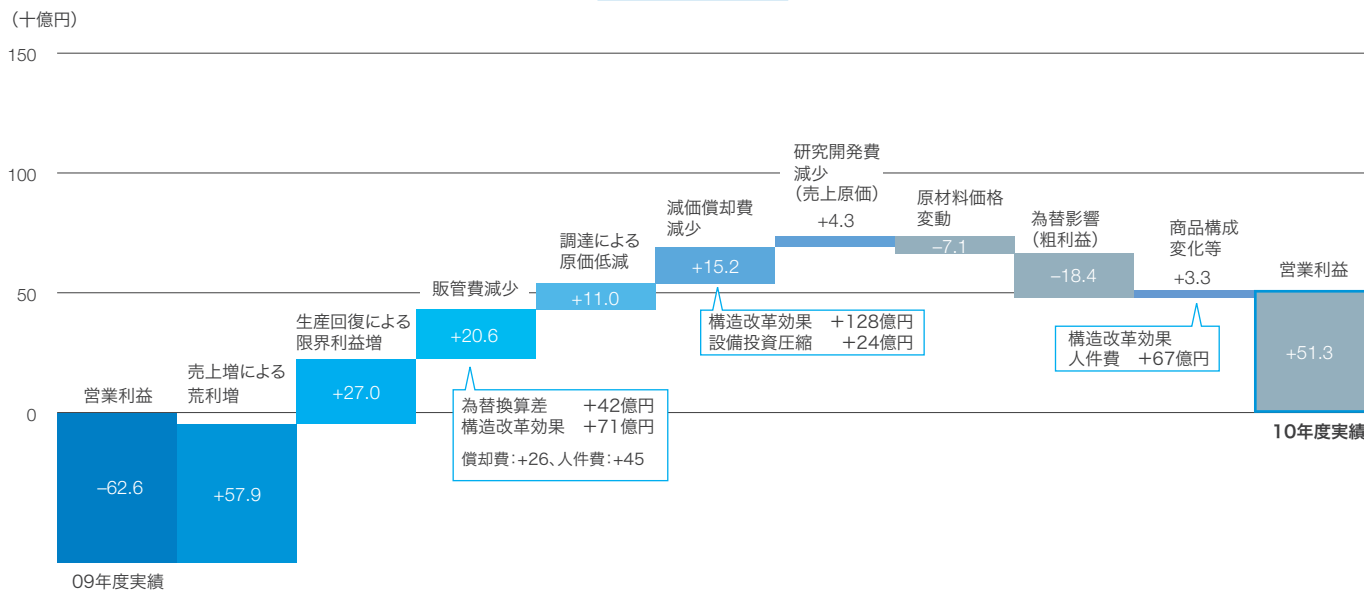 （十億円）
150
100
50
0
営業利益
–62.6
09年度実績
売上増による
荒利増
+57.9
生産回復による
限界利益増
+27.0
販管費減少
+20.6
為替換算差　+42億円
構造改革効果　+71億円
償却費：+26、人件費：+45
調達による
原価低減
+11.0
減価償却費
減少
+15.2
構造改革効果　+128億円
設備投資圧縮　+24億円
研究開発費
減少
（売上原価）
+4.3
原材料価格
変動
–7.1
為替影響
（粗利益）
–18.4
商品構成
変化等
+3.3
構造改革効果
人件費　+67億円
営業利益
+51.3
10年度実績